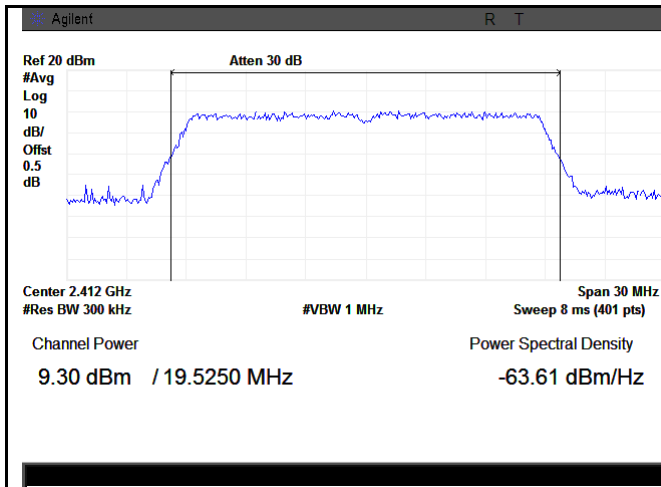 Agilent R T
Ref 20 dBm Atten 30 dB
#Avg
Log
10
dB/
Offst
0.5
dB
Center 2.412 GHz Span 30 MHz
#Res BW 300 kHz #VBW 1 MHz Sweep 8 ms (401 pts)
Channel Power Power Spectral Density
9.30 dBm / 19.5250 MHz -63.61 dBm/Hz